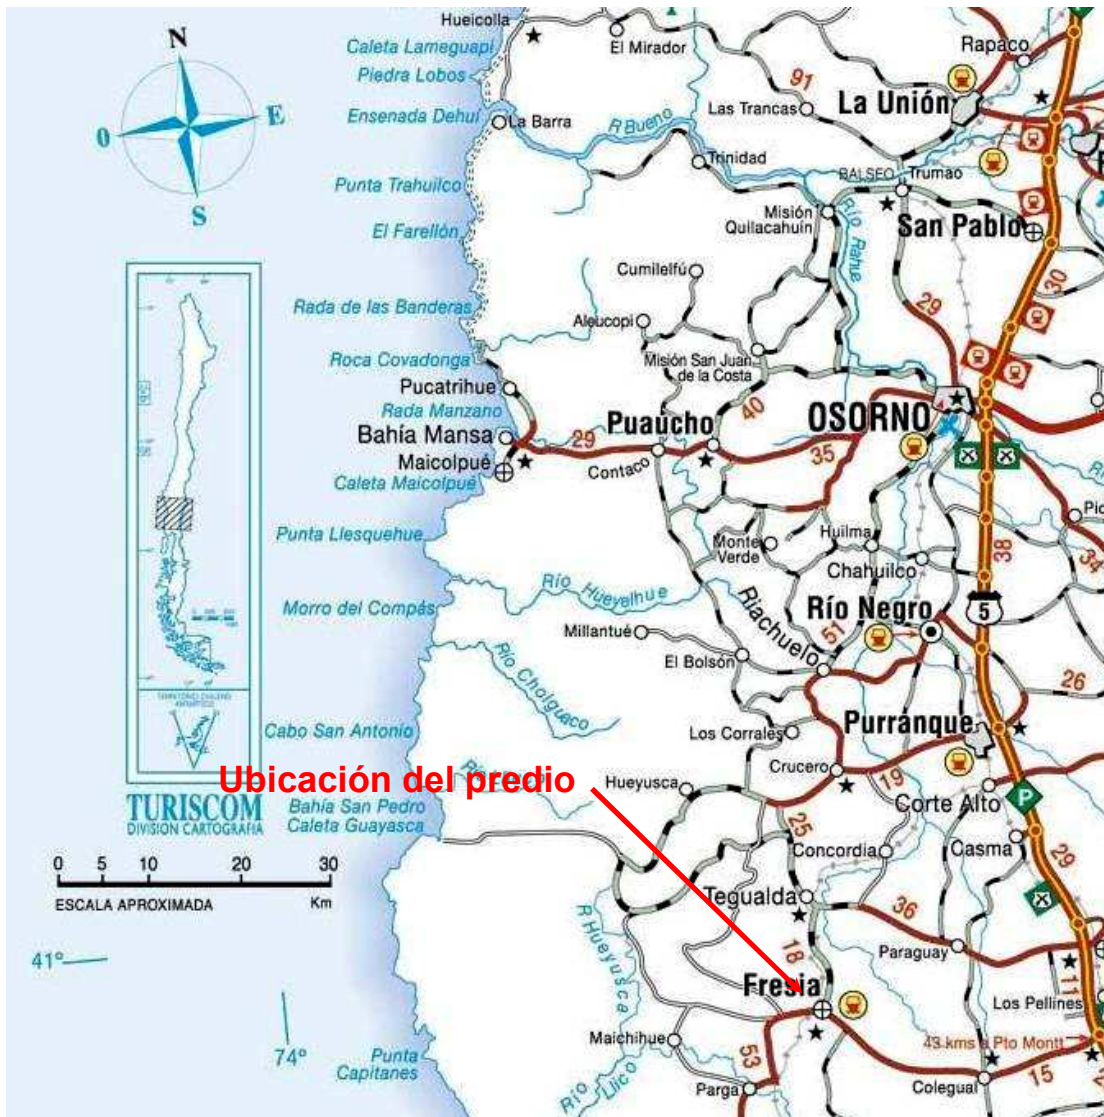 Hueicolla
El Mirador
Rapaco
Caleta Lameguapi
Piedra Lobos
Ensenada Dehui
La Barra
R Bueno
91
Las Trancas
La Unión
Trinidad
BALSEO
Trumao
Punta Trahuilco
Misión
Quilacahuín
Río Rahue
San Pablo
El Farellón
Cumilelfú
30
29
Rada de las Banderas
Aleucopi
Misión San Juan
de la Costa
Roca Covadonga
Pucatrihue
Rada Manzano
40
OSORNO
Bahía Mansa
29
Puaúcho
35
Maicolpué
Contaco
Caleta Maicolpué
Punta Llesquehue
Monte
Verde
Huilma
38
34
Chahuilco
Río Hueyelhue
Morro del Compás
Río Negro
5
Millantué
Riachuelo
51
El Bolsón
26
Río Cholguaco
Cabo San Antonio
Los Corrales
Purránque
Ubicación del predio
Hueyusca
Crucero
19
Corte Alto
P
Bahía San Pedro
Caleta Guayasca
25
Concordia
Casma
29
Tegualda
36
R Hueyusca
Paraguay
18
Fresia
11
Los Pellines
Maichihue
53
43 kms a Pto Montt
15
Punta
Capitanes
Río Llico
Parga
Colegual
N
O
E
S
TERRITORIO CHILENO
ANTARTICO
TURISCOM
DIVISION CARTOGRAFIA
0 5 10 20 30
ESCALA APROXIMADA
Km
41°
74°